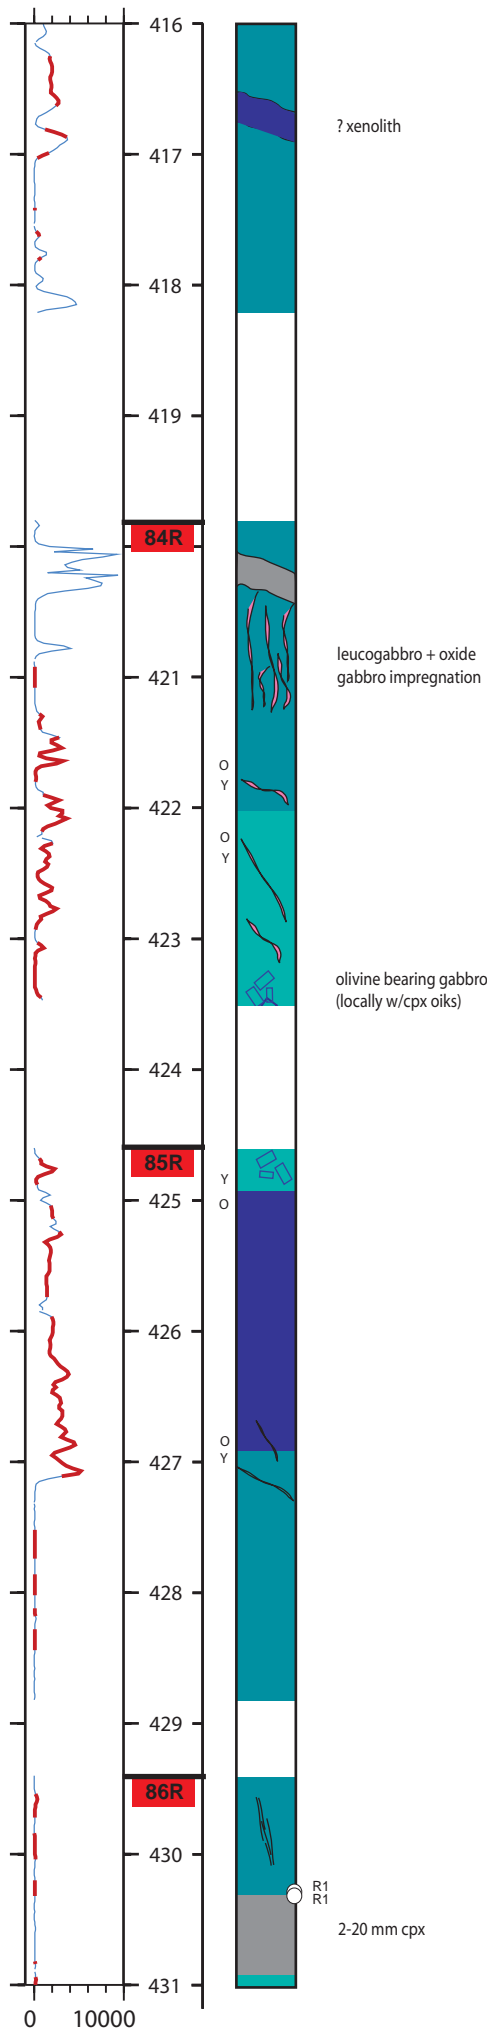 416
? xenolith
417
418
419
84R
leucogabbro + oxide
gabbro impregnation
421
O
Y
422
O
Y
423
olivine bearing gabbro
(locally w/cpx oiks)
424
85R
Y
425
O
426
O
427
Y
428
429
86R
430
R1
R1
2-20 mm cpx
431
0 10000